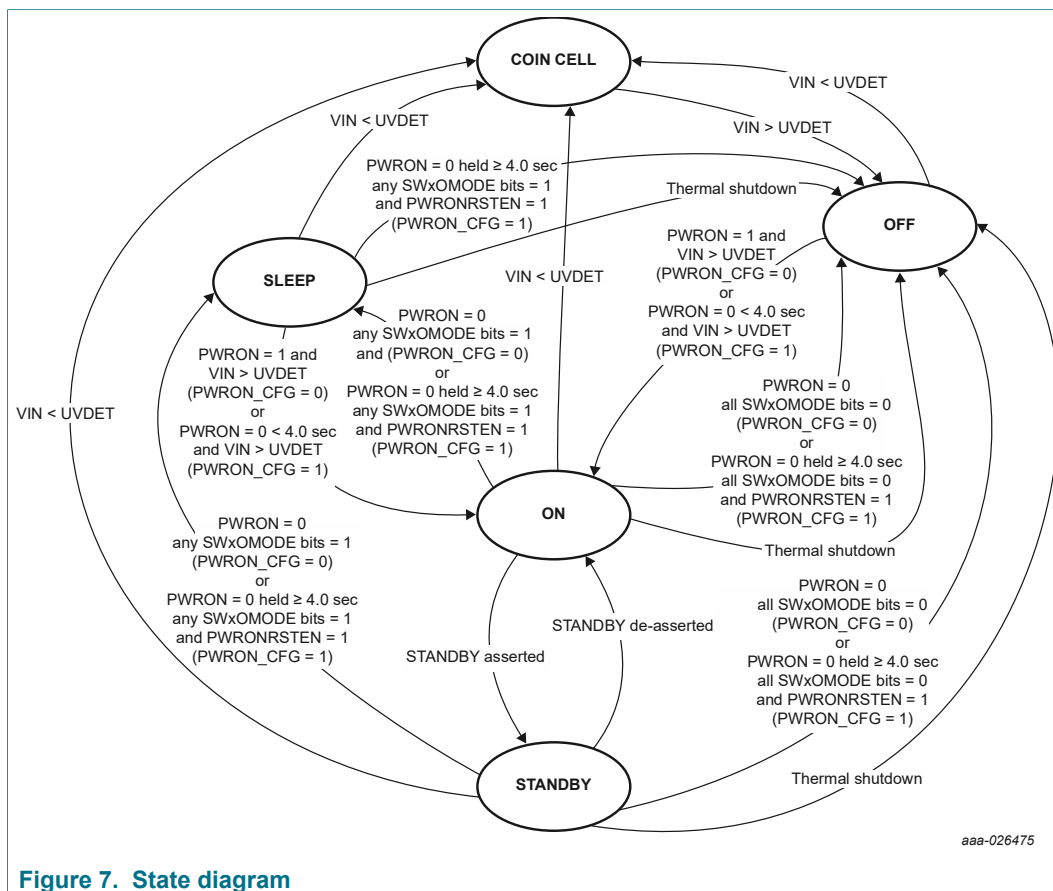 COIN CELL
VIN < UVDET
VIN < UVDET
VIN > UVDET
PWRON = 0 held ≥ 4.0 sec
any SWxOMODE bits = 1
and PWRONRSTEN = 1
(PWRON_CFG = 1)
Thermal shutdown
OFF
SLEEP
PWRON = 1 and
VIN > UVDET
(PWRON_CFG = 0)
or
PWRON = 0 < 4.0 sec
and VIN > UVDET
(PWRON_CFG = 1)
VIN < UVDET
PWRON = 0
any SWxOMODE bits = 1
and (PWRON_CFG = 0)
or
PWRON = 0 held ≥ 4.0 sec
any SWxOMODE bits = 1
and PWRONRSTEN = 1
(PWRON_CFG = 1)
PWRON = 1 and
VIN > UVDET
(PWRON_CFG = 0)
or
PWRON = 0 < 4.0 sec
and VIN > UVDET
(PWRON_CFG = 1)
VIN < UVDET
PWRON = 0
all SWxOMODE bits = 0
(PWRON_CFG = 0)
or
PWRON = 0 held ≥ 4.0 sec
all SWxOMODE bits = 0
and PWRONRSTEN = 1
(PWRON_CFG = 1)
ON
Thermal shutdown
PWRON = 0
any SWxOMODE bits = 1
(PWRON_CFG = 0)
or
PWRON = 0 held ≥ 4.0 sec
any SWxOMODE bits = 1
and PWRONRSTEN = 1
(PWRON_CFG = 1)
STANDBY asserted
STANDBY de-asserted
PWRON = 0
all SWxOMODE bits = 0
(PWRON_CFG = 0)
or
PWRON = 0 held ≥ 4.0 sec
all SWxOMODE bits = 0
and PWRONRSTEN = 1
(PWRON_CFG = 1)
STANDBY
Thermal shutdown
aaa-026475
Figure 7. State diagram